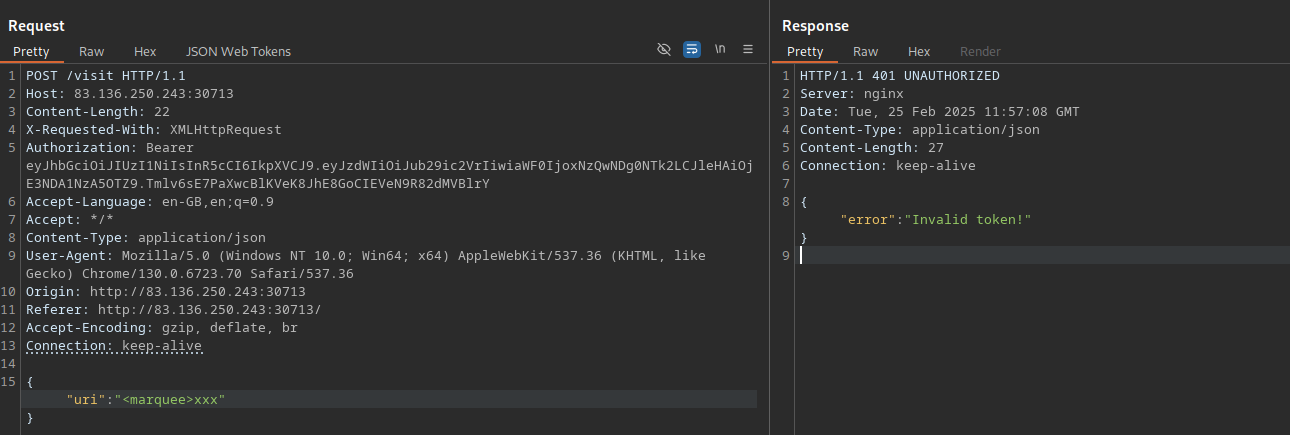 Request
Pretty Raw Hex JSON Web Tokens \n
1 POST /visit HTTP/1.1
2 Host: 83.136.250.243:30713
3 Content-Length: 22
4 X-Requested-With: XMLHttpRequest
5 Authorization: Bearer
eyJhbGciOiJIUzI1NiIsInR5cCI6IkpXVCJ9.eyJzdWIiOiJub29ic2VrIiwiaWF0IjoxNzQwNDg0NTk2LCJleHAiOj
E3NDA1NzA5OTZ9.Tmlv6sE7PaXwcBlKVeK8JhE8GoCIEVeN9R82dMVBlrY
6 Accept-Language: en-GB,en;q=0.9
7 Accept: */*
8 Content-Type: application/json
9 User-Agent: Mozilla/5.0 (Windows NT 10.0; Win64; x64) AppleWebKit/537.36 (KHTML, like
Gecko) Chrome/130.0.6723.70 Safari/537.36
10 Origin: http://83.136.250.243:30713
11 Referer: http://83.136.250.243:30713/
12 Accept-Encoding: gzip, deflate, br
13 Connection: keep-alive
14
15 {
"uri":"<marquee>xxx"
}
Response
Pretty Raw Hex Render
1 HTTP/1.1 401 UNAUTHORIZED
2 Server: nginx
3 Date: Tue, 25 Feb 2025 11:57:08 GMT
4 Content-Type: application/json
5 Content-Length: 27
6 Connection: keep-alive
7
8 {
"error":"Invalid token!"
}
9